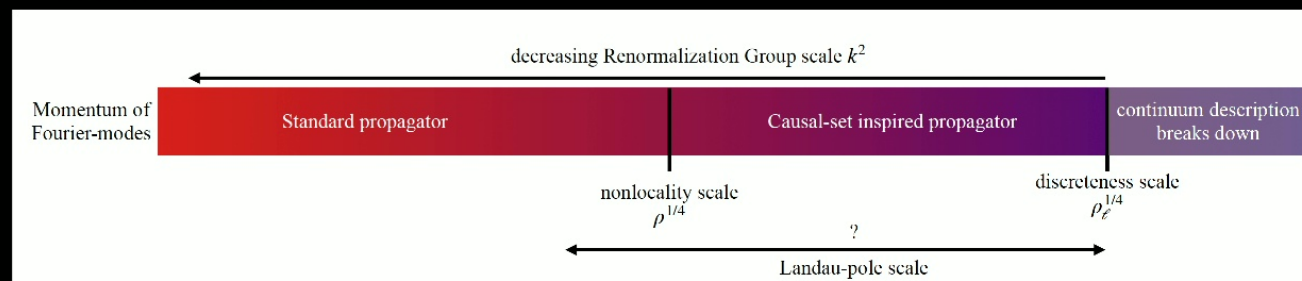 decreasing Renormalization Group scale k²
Momentum of
Fourier-modes
Standard propagator
Causal-set inspired propagator
continuum description
breaks down
nonlocality scale
ρ^{1/4}
discreteness scale
ρ_ℓ^{1/4}
?
Landau-pole scale